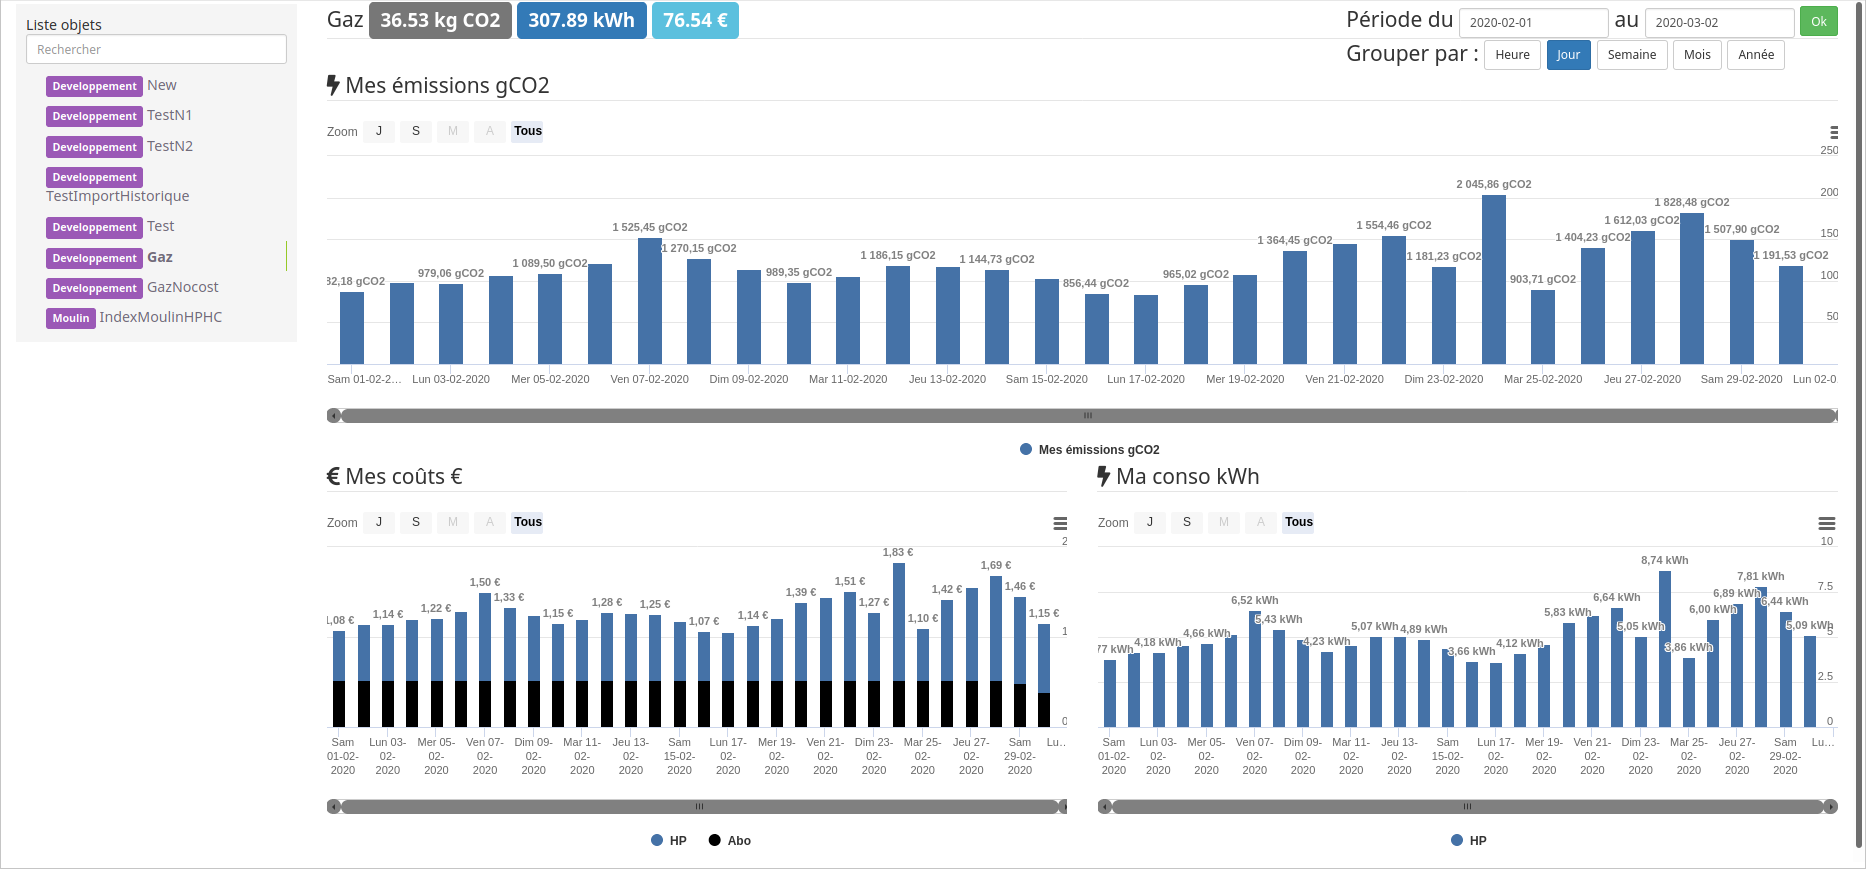 Liste objets
Rechercher
Developpement New
Developpement TestN1
Developpement TestN2
Developpement
TestImportHistorique
Developpement Test
Developpement Gaz
Developpement GazNocost
Moulin IndexMoulinHPHC
Gaz 36.53 kg CO2 307.89 kWh 76.54 €
Période du 2020-02-01 au 2020-03-02 Ok
Grouper par : Heure Jour Semaine Mois Année
Mes émissions gCO2
Zoom J S M A Tous
250
200
150
100
50
82,18 gCO2
979,06 gCO2
1 089,50 gCO2
1 525,45 gCO2
1 270,15 gCO2
989,35 gCO2
1 186,15 gCO2
1 144,73 gCO2
856,44 gCO2
965,02 gCO2
1 364,45 gCO2
1 554,46 gCO2
1 181,23 gCO2
2 045,86 gCO2
903,71 gCO2
1 404,23 gCO2
1 612,03 gCO2
1 828,48 gCO2
1 507,90 gCO2
1 191,53 gCO2
Sam 01-02-2… Lun 03-02-2020 Mer 05-02-2020 Ven 07-02-2020 Dim 09-02-2020 Mar 11-02-2020 Jeu 13-02-2020 Sam 15-02-2020 Lun 17-02-2020 Mer 19-02-2020 Ven 21-02-2020 Dim 23-02-2020 Mar 25-02-2020 Jeu 27-02-2020 Sam 29-02-2020 Lun 02-0
Mes émissions gCO2
€ Mes coûts €
Zoom J S M A Tous
2
1
0
1,08 €
1,14 €
1,22 €
1,50 €
1,33 €
1,15 €
1,28 €
1,25 €
1,07 €
1,14 €
1,39 €
1,51 €
1,27 €
1,83 €
1,10 €
1,42 €
1,69 €
1,46 €
1,15 €
Sam Lun 03- Mer 05- Ven 07- Dim 09- Mar 11- Jeu 13- Sam Lun 17- Mer 19- Ven 21- Dim 23- Mar 25- Jeu 27- Sam Lu…
01-02- 02- 02- 02- 02- 02- 02- 15-02- 02- 02- 02- 02- 02- 02- 29-02-
2020 2020 2020 2020 2020 2020 2020 2020 2020 2020 2020 2020 2020 2020 2020
HP Abo
Ma conso kWh
Zoom J S M A Tous
10
7.5
5
2.5
0
77 kWh
4,18 kWh
4,66 kWh
6,52 kWh
5,43 kWh
4,23 kWh
5,07 kWh
4,89 kWh
3,66 kWh
4,12 kWh
5,83 kWh
6,64 kWh
5,05 kWh
8,74 kWh
3,86 kWh
6,00 kWh
6,89 kWh
7,81 kWh
6,44 kWh
5,09 kWh
Sam Lun 03- Mer 05- Ven 07- Dim 09- Mar 11- Jeu 13- Sam Lun 17- Mer 19- Ven 21- Dim 23- Mar 25- Jeu 27- Sam Lu…
01-02- 02- 02- 02- 02- 02- 02- 15-02- 02- 02- 02- 02- 02- 02- 29-02-
2020 2020 2020 2020 2020 2020 2020 2020 2020 2020 2020 2020 2020 2020 2020
HP